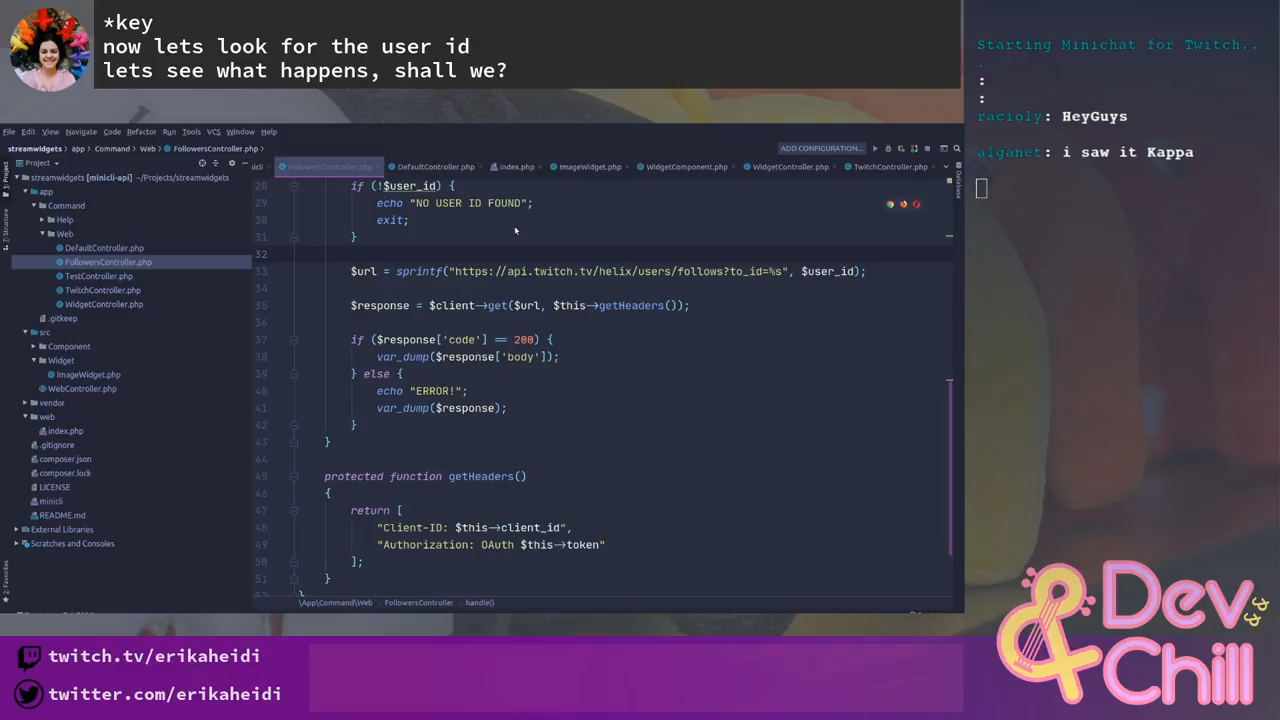 *key
now lets look for the user id
lets see what happens, shall we?
Starting Minichat for Twitch..
.
:
:
racioly: HeyGuys
alganet: i saw it Kappa
File Edit View Navigate Code Refactor Run Tools VCS Window Help
streamwidgets › app › Command › Web › FollowersController.php ›
ADD CONFIGURATION...
Project
FollowersController.php
DefaultController.php
index.php
ImageWidget.php
WidgetComponent.php
WidgetController.php
TwitchController.php
1: Project
Structure
2: Favorites
Database
streamwidgets [minicli-api] ~/Projects/streamwidgets
app
Command
Help
Web
DefaultController.php
FollowersController.php
TestController.php
TwitchController.php
WidgetController.php
.gitkeep
src
Component
Widget
ImageWidget.php
WebController.php
vendor
web
index.php
.gitignore
composer.json
composer.lock
LICENSE
minicli
README.md
External Libraries
Scratches and Consoles
28 if (!$user_id) {
29 echo "NO USER ID FOUND";
30 exit;
31 }
32
33 $url = sprintf("https://api.twitch.tv/helix/users/follows?to_id=%s", $user_id);
34
35 $response = $client->get($url, $this->getHeaders());
36
37 if ($response['code'] == 200) {
38 var_dump($response['body']);
39 } else {
40 echo "ERROR!";
41 var_dump($response);
42 }
43 }
44
45 protected function getHeaders()
46 {
47 return [
48 "Client-ID: $this->client_id",
49 "Authorization: OAuth $this->token"
50 ];
51 }
\App\Command\Web › FollowersController › handle()
twitch.tv/erikaheidi
twitter.com/erikaheidi
Dev
&&
Chill